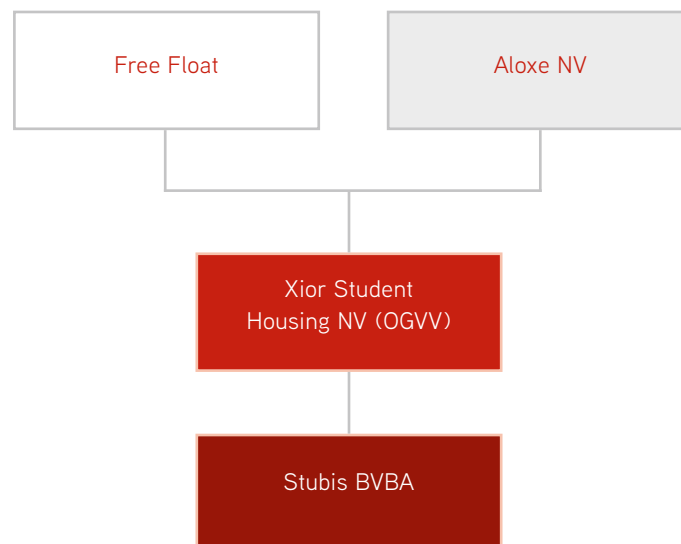 Free Float
Aloxe NV
Xior Student
Housing NV (OGVV)
Stubis BVBA